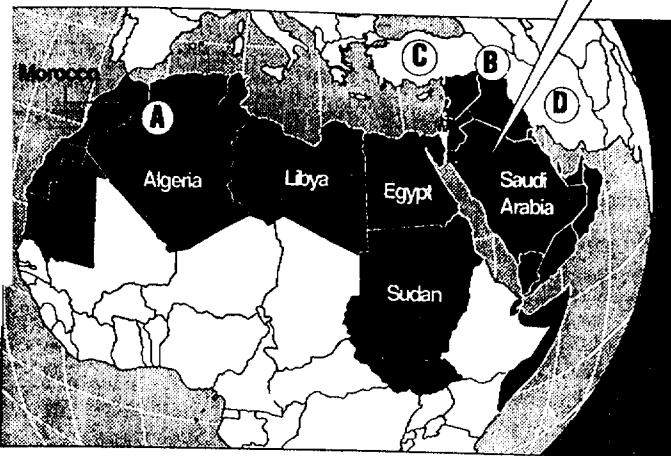 C
B
Morocco
D
A
Algeria
Libya
Egypt
Saudi
Arabia
Sudan